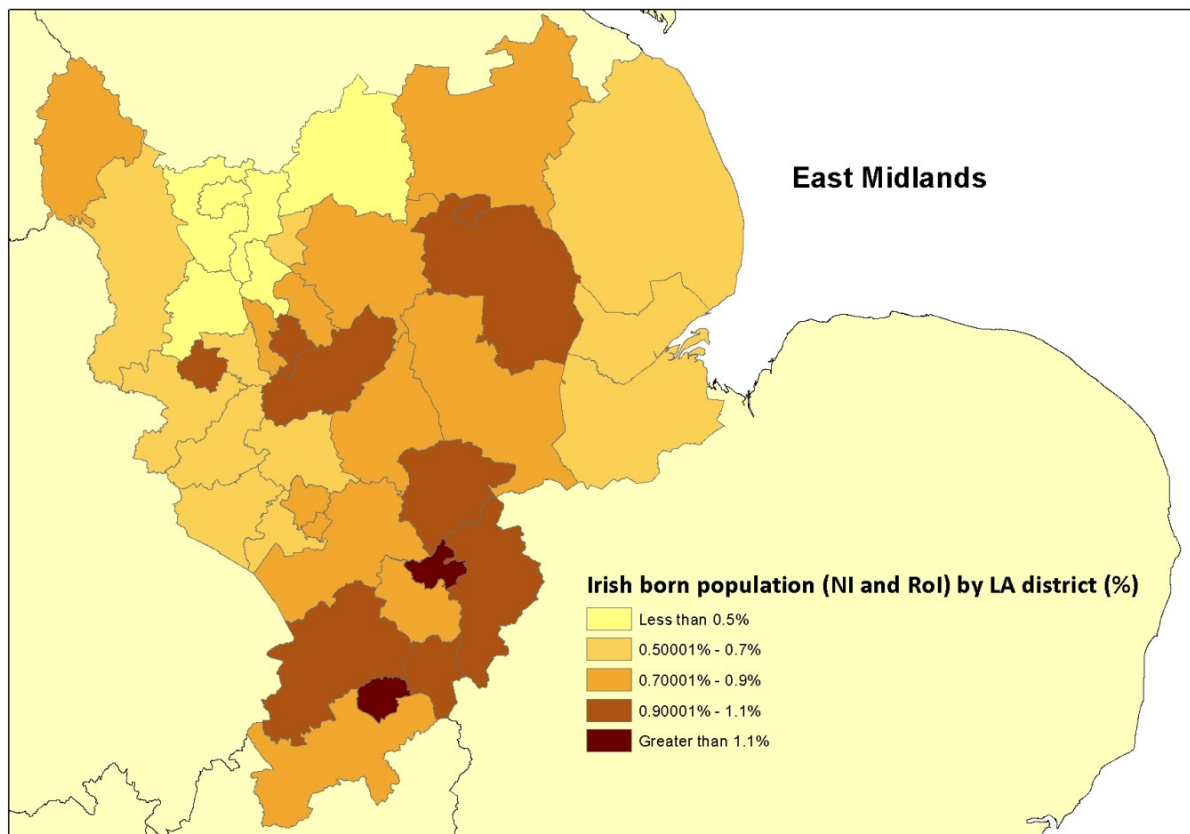 East Midlands
Irish born population (NI and RoI) by LA district (%)
Less than 0.5%
0.50001% - 0.7%
0.70001% - 0.9%
0.90001% - 1.1%
Greater than 1.1%